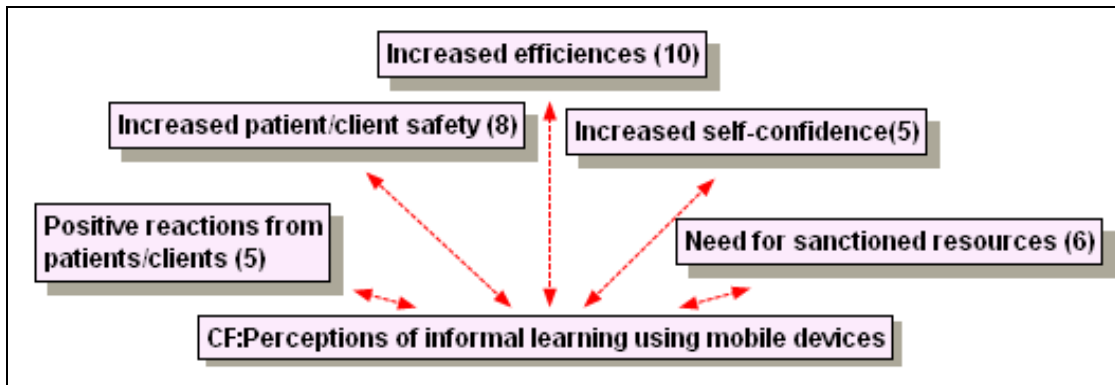 Increased efficiences (10)
Increased patient/client safety (8)
Increased self-confidence(5)
Positive reactions from
patients/clients (5)
Need for sanctioned resources (6)
CF:Perceptions of informal learning using mobile devices